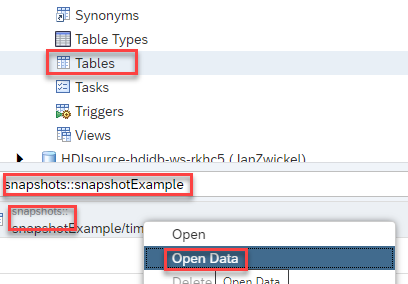 Synonyms
Table Types
Tables
Tasks
Triggers
Views
HDIsource-hdidb-ws-rkhc5 (JanZwickel)
snapshots::snapshotExample
snapshots::
snapshotExample/tim
Open
Open Data
Delete Open Data